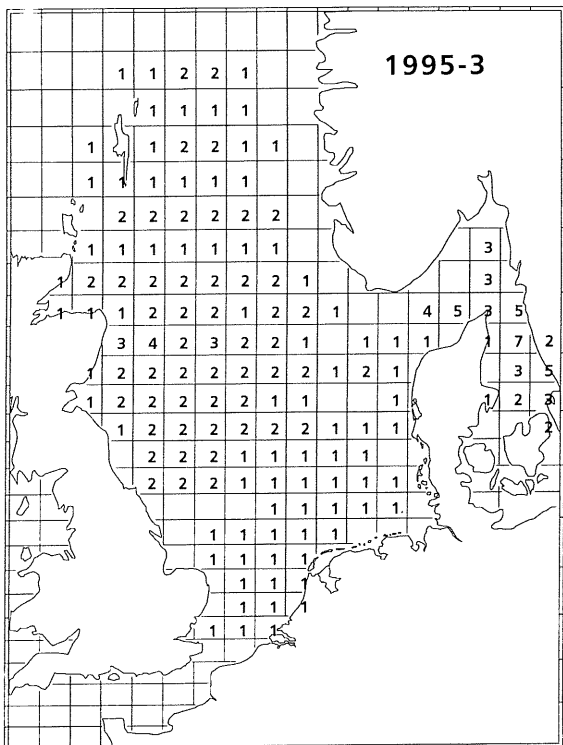 1995-3
1 1 2 2 1
1 1 1 1
1 1 2 2 1 1
1 1 1 1 1 1
2 2 2 2 2 2
3
1 1 1 1 1 1 1
1 2 2 2 2 2 2 2 1 3
1 1 1 2 2 2 1 2 2 1 4 5 3 5
3 4 2 3 2 2 1 1 1 1 1 7 2
1 2 2 2 2 2 2 2 1 2 1 3 5
1 2 2 2 2 2 1 1 1 1 2 3
1 2 2 2 2 2 2 1 1 1 2
2 2 2 1 1 1 1 1
2 2 2 1 1 1 1 1 1
1 1 1 1 1
1 1 1 1 1
1 1 1 1
1 1 1
1 1 1
1 1 1